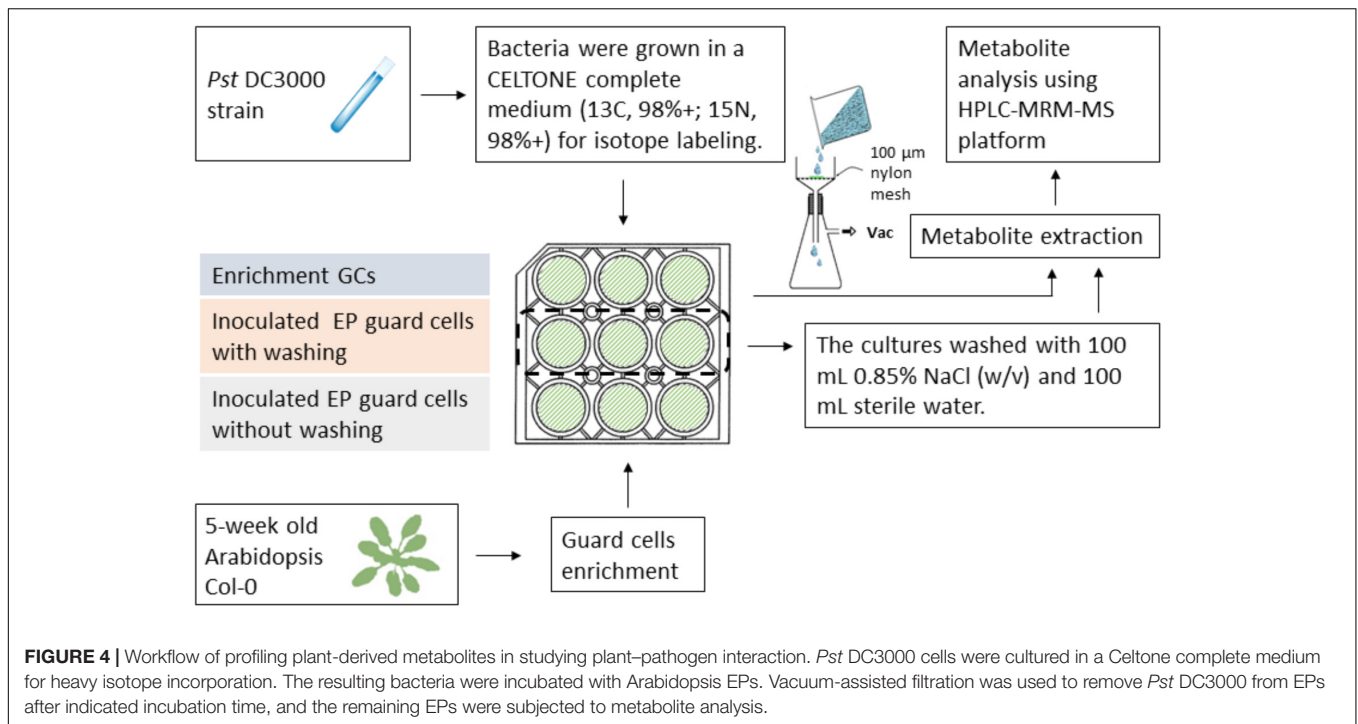 Pst DC3000
strain
Bacteria were grown in a
CELTONE complete
medium (13C, 98%+; 15N,
98%+) for isotope labeling.
100 µm
nylon
mesh
Vac
Metabolite
analysis using
HPLC-MRM-MS
platform
Metabolite extraction
Enrichment GCs
Inoculated EP guard cells
with washing
Inoculated EP guard cells
without washing
The cultures washed with 100
mL 0.85% NaCl (w/v) and 100
mL sterile water.
5-week old
Arabidopsis
Col-0
Guard cells
enrichment
FIGURE 4 | Workflow of profiling plant-derived metabolites in studying plant–pathogen interaction. Pst DC3000 cells were cultured in a Celtone complete medium
for heavy isotope incorporation. The resulting bacteria were incubated with Arabidopsis EPs. Vacuum-assisted filtration was used to remove Pst DC3000 from EPs
after indicated incubation time, and the remaining EPs were subjected to metabolite analysis.